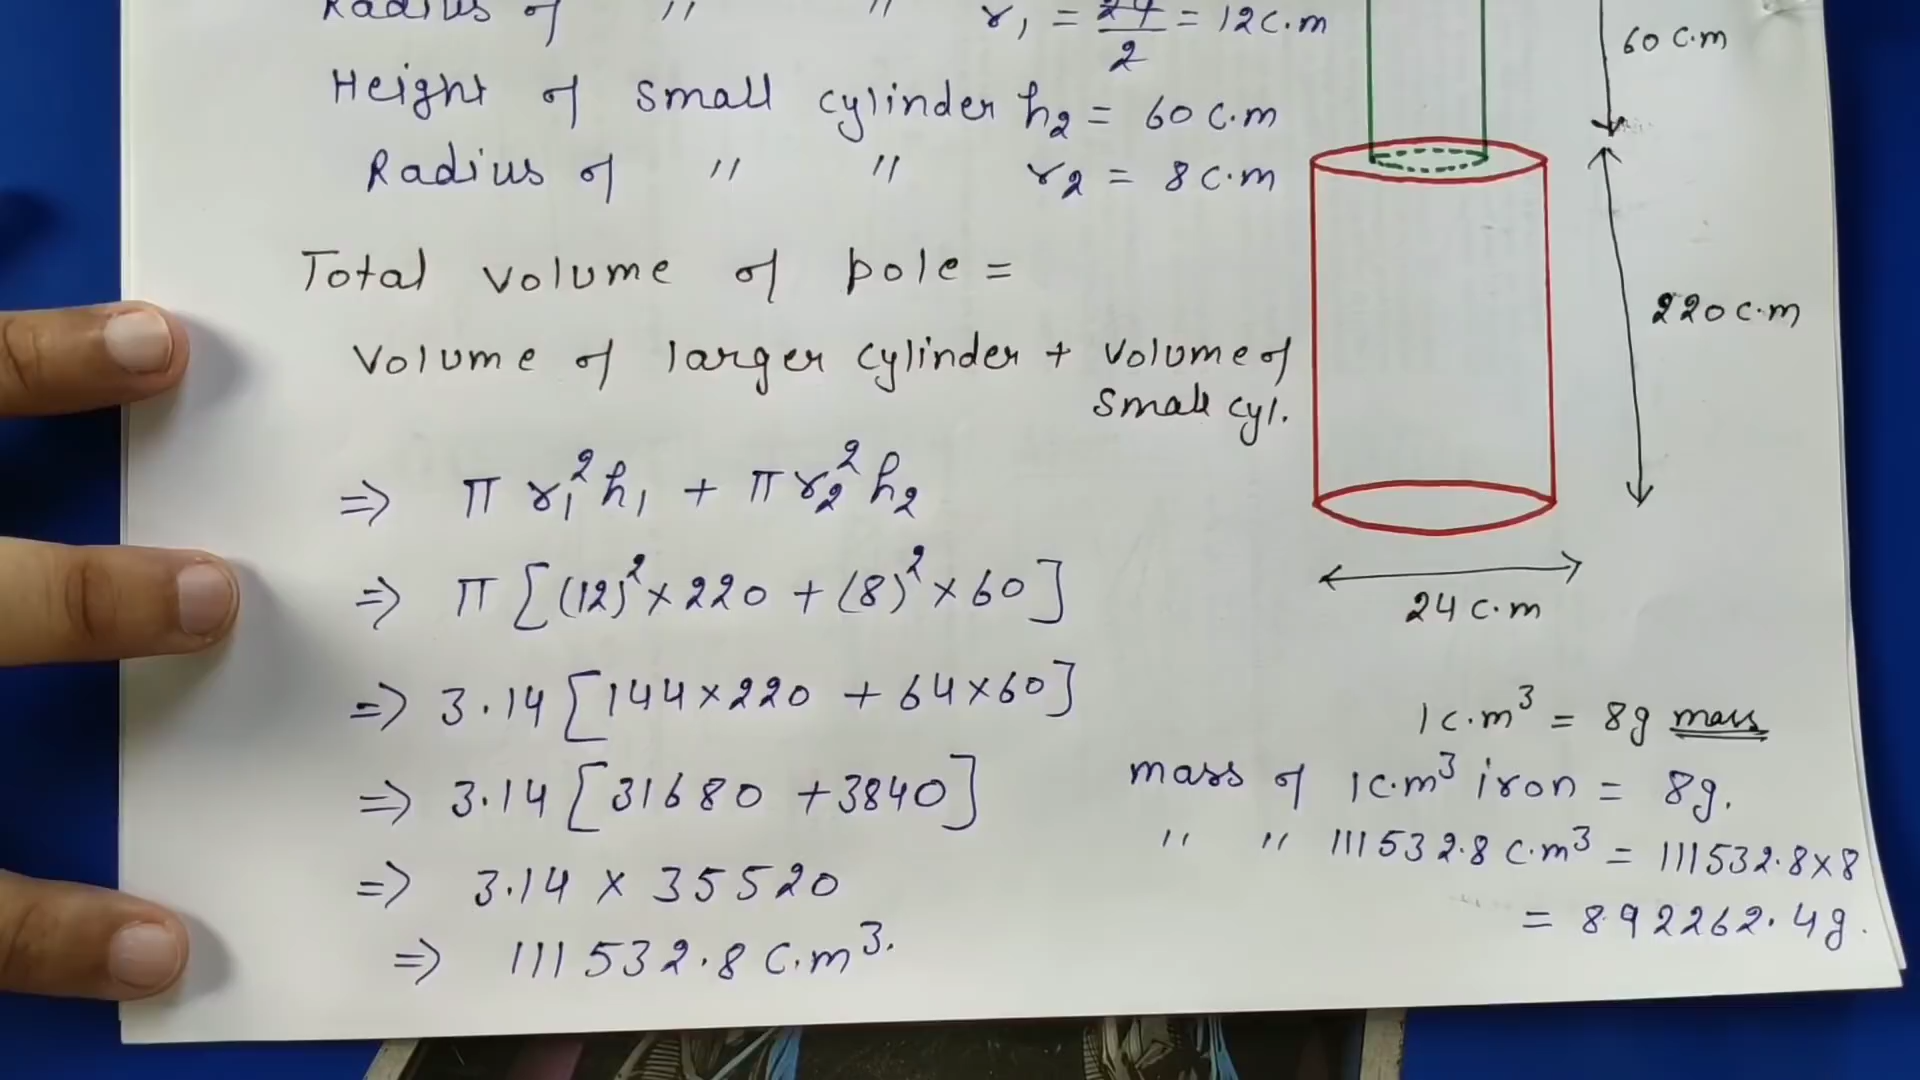 Radius of " " r₁ = 24/2 = 12 c.m
Height of small cylinder h₂ = 60 c.m
Radius of " " r₂ = 8 c.m
Total volume of pole =
Volume of larger cylinder + Volume of
small cyl.
⇒ π r₁² h₁ + π r₂² h₂
⇒ π [(12)² × 220 + (8)² × 60]
⇒ 3.14 [144 × 220 + 64 × 60]
⇒ 3.14 [31680 + 3840]
⇒ 3.14 × 35520
⇒ 111532.8 c.m³.
60 c.m
220 c.m
24 c.m
1 c.m³ = 8g mass
mass of 1 c.m³ iron = 8g.
" " 111532.8 c.m³ = 111532.8 × 8
= 892262.4g.